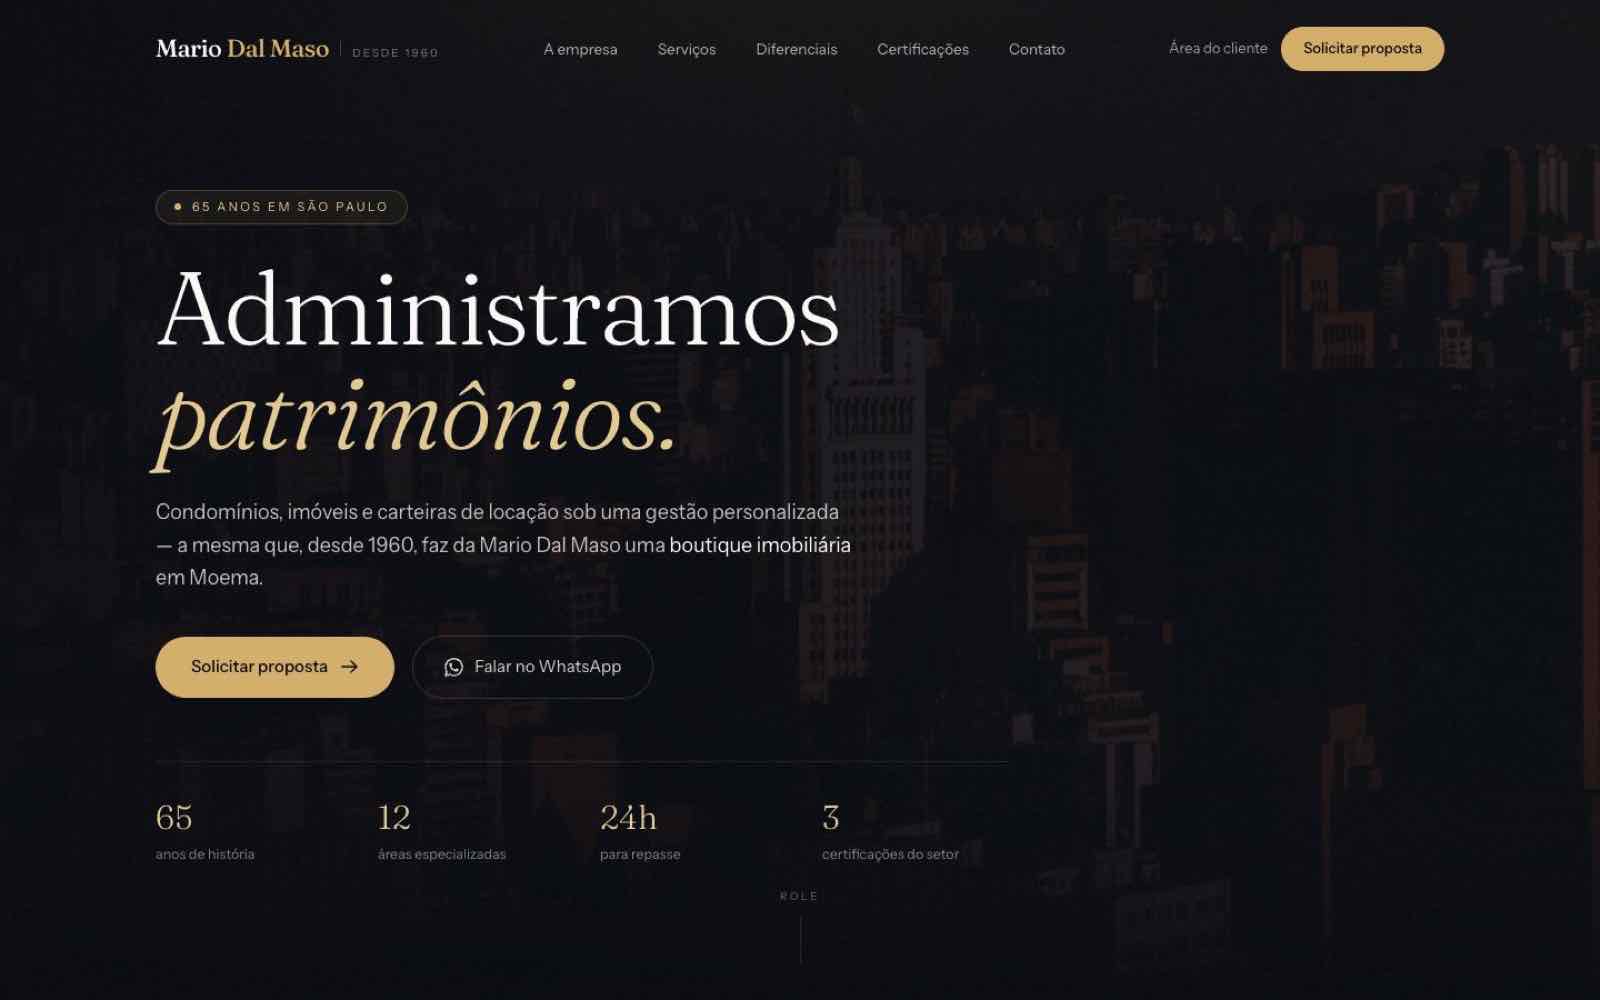 Mario Dal Maso | DESDE 1960
A empresa
Serviços
Diferenciais
Certificações
Contato
Área do cliente
Solicitar proposta
65 ANOS EM SÃO PAULO
Administramos
patrimônios.
Condomínios, imóveis e carteiras de locação sob uma gestão personalizada
— a mesma que, desde 1960, faz da Mario Dal Maso uma boutique imobiliária
em Moema.
Solicitar proposta →
Falar no WhatsApp
65
anos de história
12
áreas especializadas
24h
para repasse
3
certificações do setor
ROLE